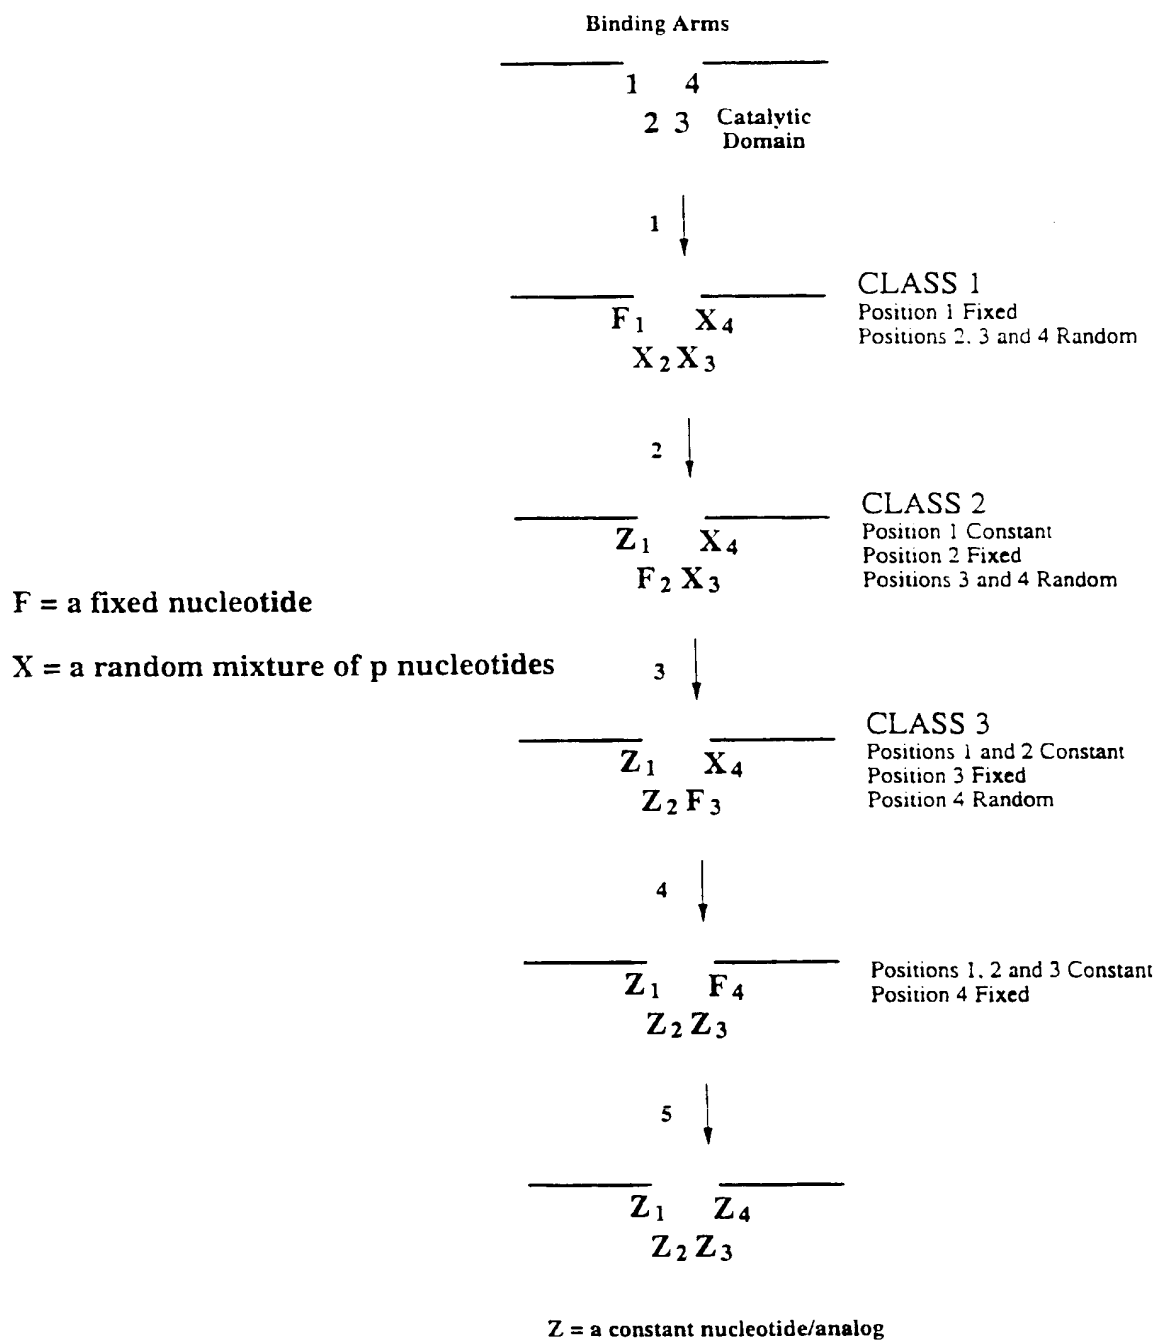 Binding Arms
1 4
2 3 Catalytic
Domain
1
CLASS 1
Position 1 Fixed
Positions 2, 3 and 4 Random
F1 X4
X2 X3
2
CLASS 2
Position 1 Constant
Position 2 Fixed
Positions 3 and 4 Random
Z1 X4
F2 X3
F = a fixed nucleotide
X = a random mixture of p nucleotides
3
CLASS 3
Positions 1 and 2 Constant
Position 3 Fixed
Position 4 Random
Z1 X4
Z2 F3
4
Positions 1, 2 and 3 Constant
Position 4 Fixed
Z1 F4
Z2 Z3
5
Z1 Z4
Z2 Z3
Z = a constant nucleotide/analog